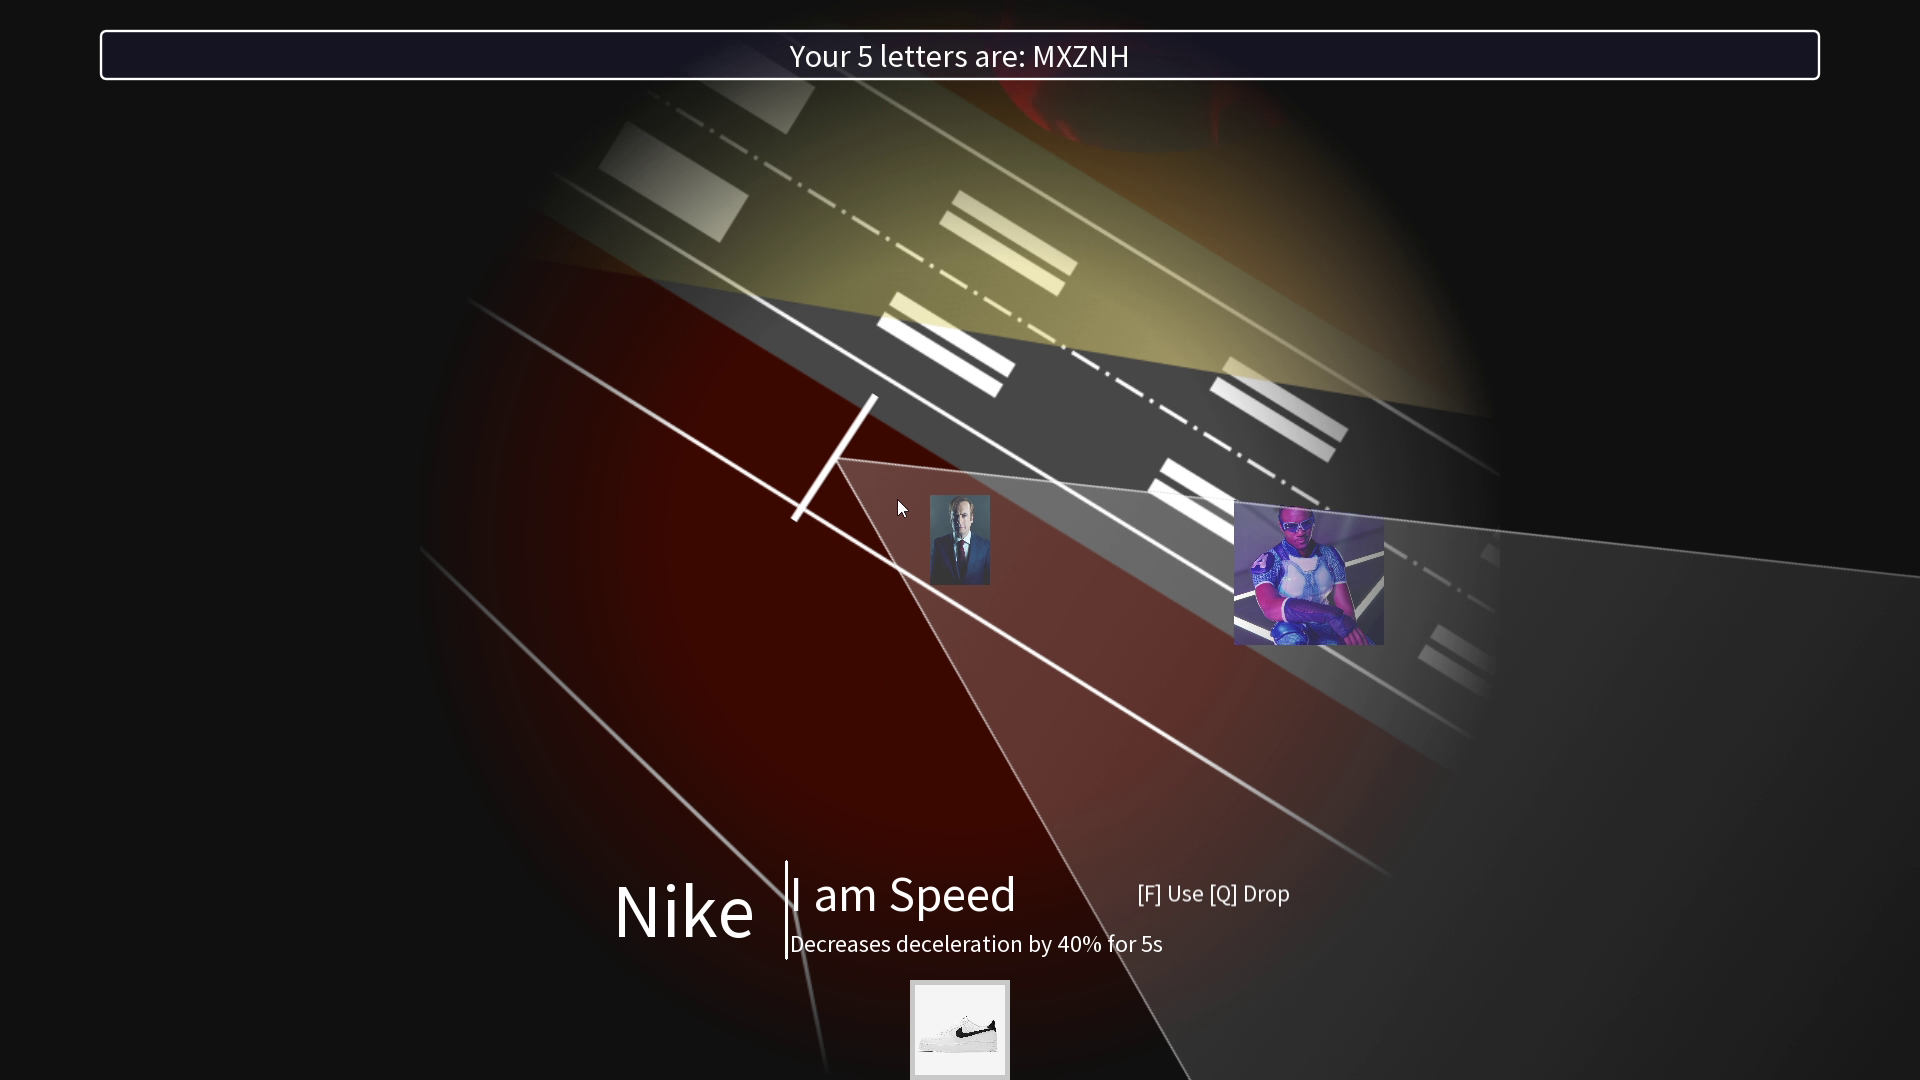 Your 5 letters are: MXZNH
Nike
I am Speed
[F] Use [Q] Drop
Decreases deceleration by 40% for 5s